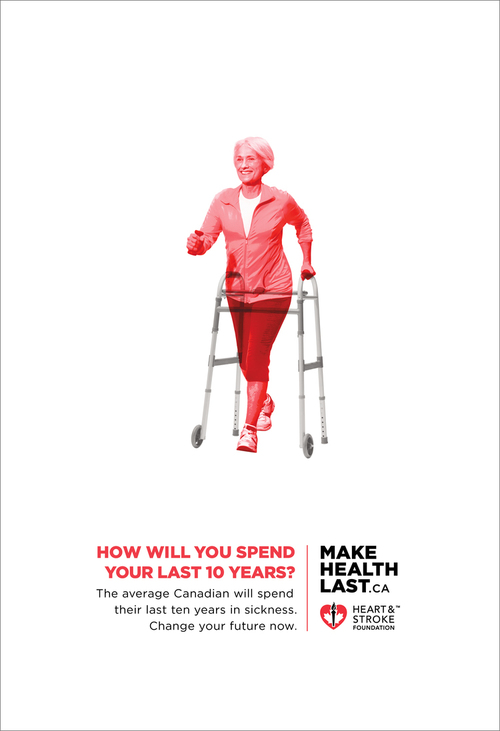 HOW WILL YOU SPEND
YOUR LAST 10 YEARS?
The average Canadian will spend
their last ten years in sickness.
Change your future now.
MAKE
HEALTH
LAST.CA
HEART&™
STROKE
FOUNDATION